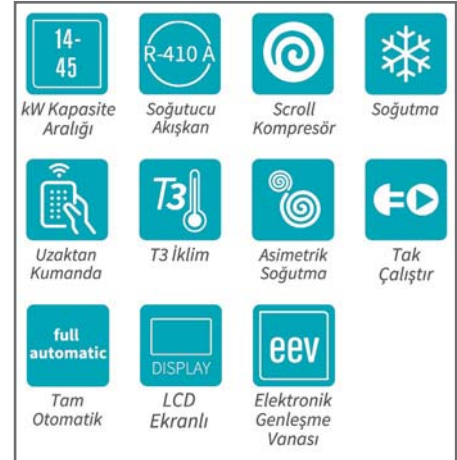 14-
45
kW Kapasite
Aralığı
R-410 A
Soğutucu
Akışkan
Scroll
Kompresör
Soğutma
Uzaktan
Kumanda
T3
T3 İklim
Asimetrik
Soğutma
Tak
Çalıştır
full
automatic
Tam
Otomatik
DISPLAY
LCD
Ekranlı
eev
Elektronik
Genleşme
Vanası